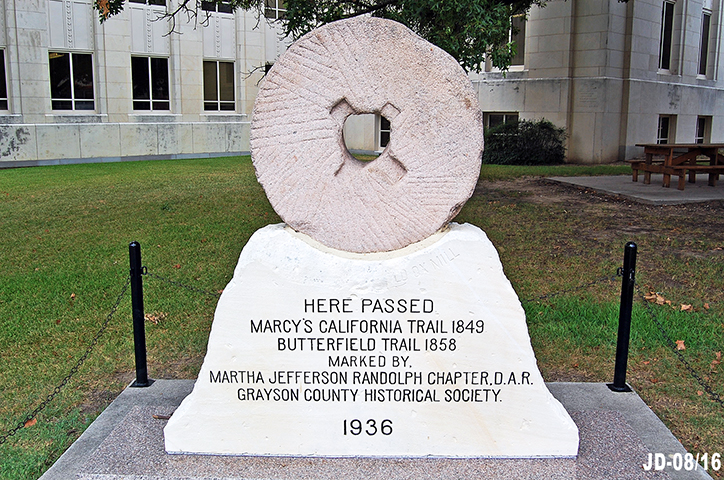 MILL
HERE PASSED
MARCY'S CALIFORNIA TRAIL 1849
BUTTERFIELD TRAIL 1858
MARKED BY,
MARTHA JEFFERSON RANDOLPH CHAPTER, D.A.R.
GRAYSON COUNTY HISTORICAL SOCIETY.
1936
JD-08/16